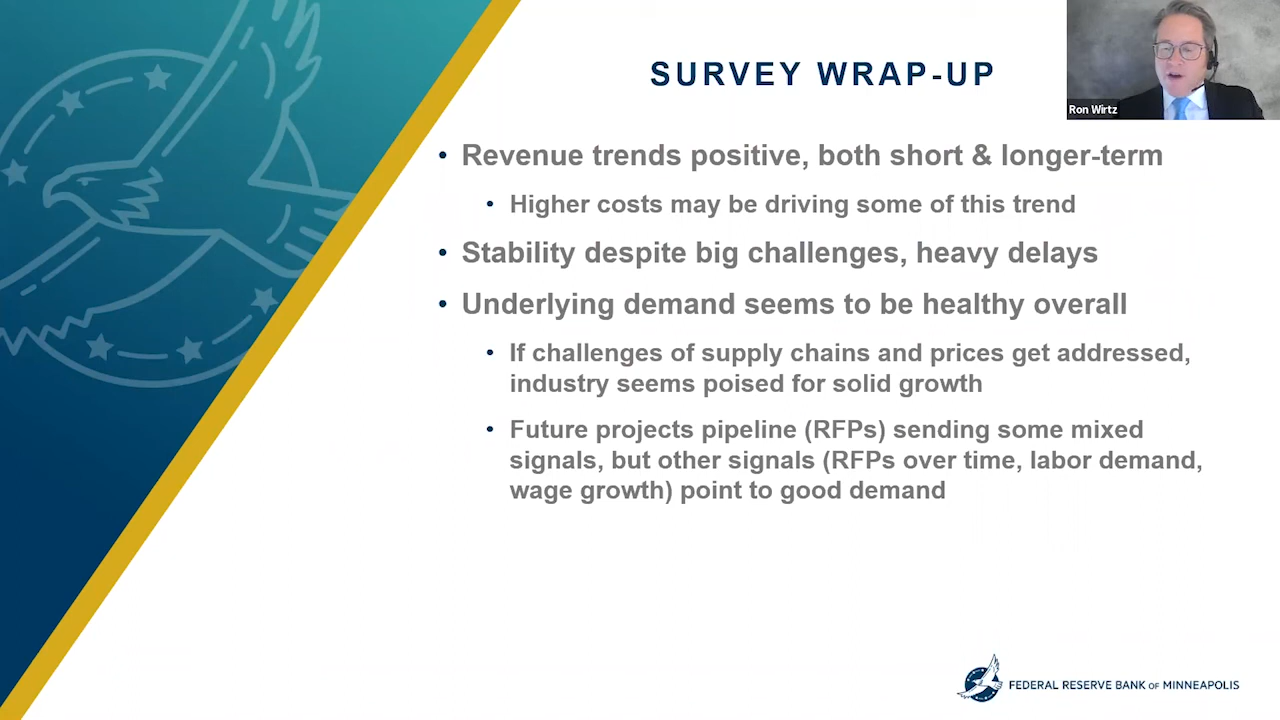 SURVEY WRAP-UP
Ron Wirtz
• Revenue trends positive, both short & longer-term
• Higher costs may be driving some of this trend
• Stability despite big challenges, heavy delays
• Underlying demand seems to be healthy overall
• If challenges of supply chains and prices get addressed,
industry seems poised for solid growth
• Future projects pipeline (RFPs) sending some mixed
signals, but other signals (RFPs over time, labor demand,
wage growth) point to good demand
FEDERAL RESERVE BANK OF MINNEAPOLIS